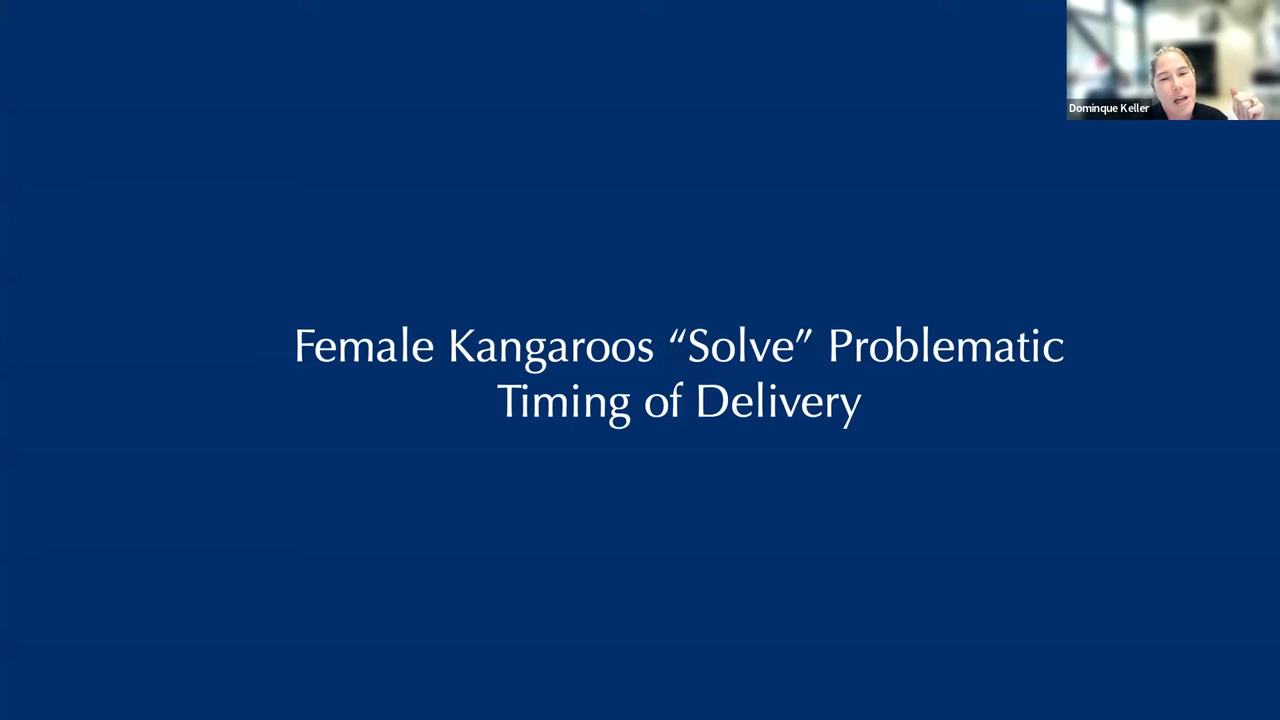 Dominque Keller
Female Kangaroos “Solve” Problematic
Timing of Delivery